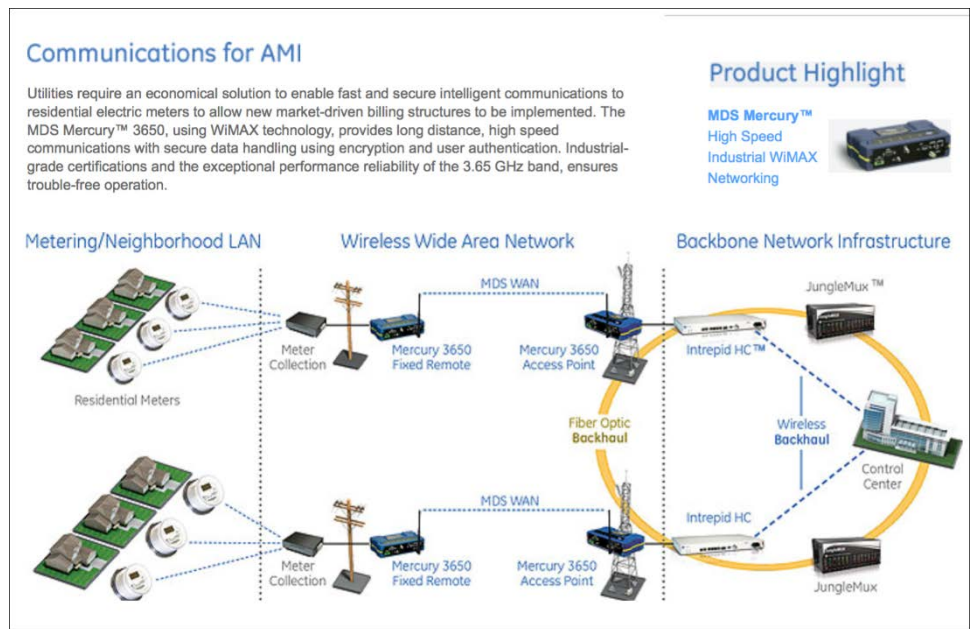 Communications for AMI
Utilities require an economical solution to enable fast and secure intelligent communications to
residential electric meters to allow new market-driven billing structures to be implemented. The
MDS Mercury™ 3650, using WiMAX technology, provides long distance, high speed
communications with secure data handling using encryption and user authentication. Industrial-
grade certifications and the exceptional performance reliability of the 3.65 GHz band, ensures
trouble-free operation.
Product Highlight
MDS Mercury™
High Speed
Industrial WiMAX
Networking
Metering/Neighborhood LAN
Wireless Wide Area Network
Backbone Network Infrastructure
MDS WAN
JungleMux™
Meter
Collection
Mercury 3650
Fixed Remote
Mercury 3650
Access Point
Intrepid HC™
Residential Meters
Fiber Optic
Backhaul
Wireless
Backhaul
Control
Center
MDS WAN
Intrepid HC
Meter
Collection
Mercury 3650
Fixed Remote
Mercury 3650
Access Point
JungleMux